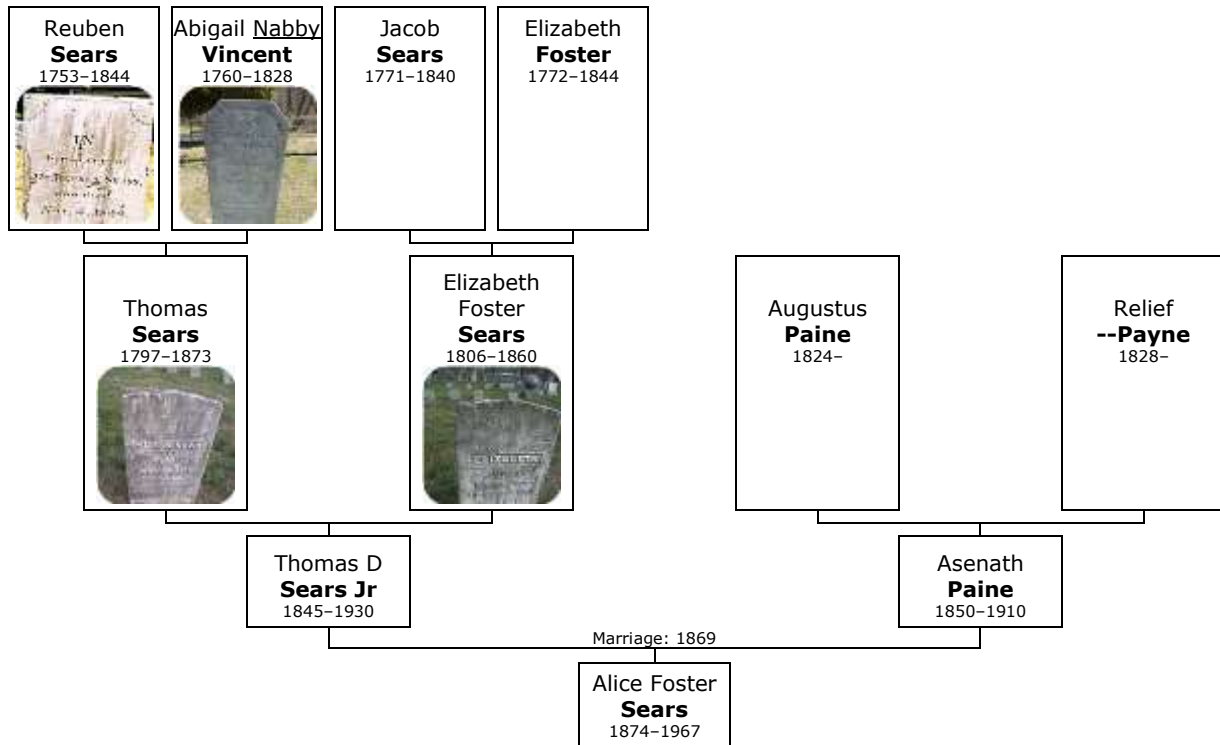 Reuben
Sears
1753–1844
Abigail Nabby
Vincent
1760–1828
Jacob
Sears
1771–1840
Elizabeth
Foster
1772–1844
IN
Thomas
Sears
1797–1873
Elizabeth
Foster
Sears
1806–1860
Augustus
Paine
1824–
Relief
--Payne
1828–
Thomas D
Sears Jr
1845–1930
Asenath
Paine
1850–1910
Marriage: 1869
Alice Foster
Sears
1874–1967